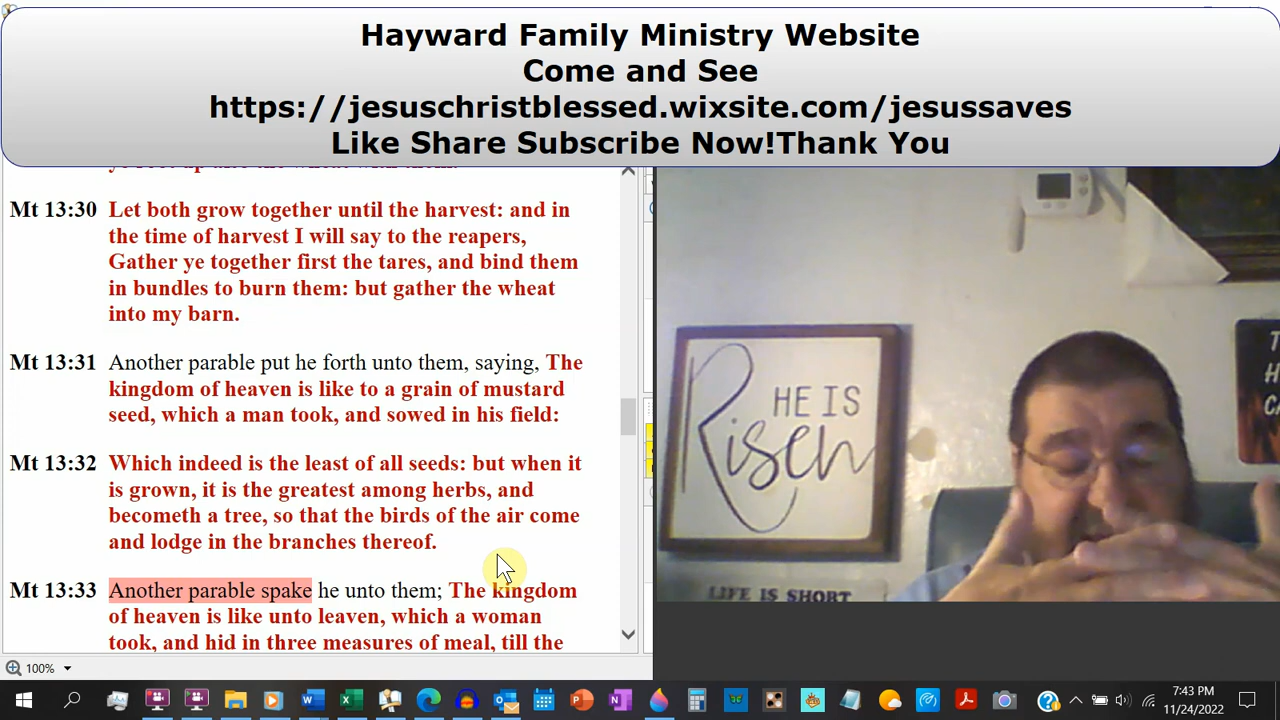 Hayward Family Ministry Website
Come and See
https://jesuschristblessed.wixsite.com/jesussaves
Like Share Subscribe Now!Thank You
Mt 13:30 Let both grow together until the harvest: and in
the time of harvest I will say to the reapers,
Gather ye together first the tares, and bind them
in bundles to burn them: but gather the wheat
into my barn.
Mt 13:31 Another parable put he forth unto them, saying, The
kingdom of heaven is like to a grain of mustard
seed, which a man took, and sowed in his field:
Mt 13:32 Which indeed is the least of all seeds: but when it
is grown, it is the greatest among herbs, and
becometh a tree, so that the birds of the air come
and lodge in the branches thereof.
Mt 13:33 Another parable spake he unto them; The kingdom
of heaven is like unto leaven, which a woman
took, and hid in three measures of meal, till the
100%
HE IS
Risen
LIFE IS SHORT
7:43 PM
11/24/2022